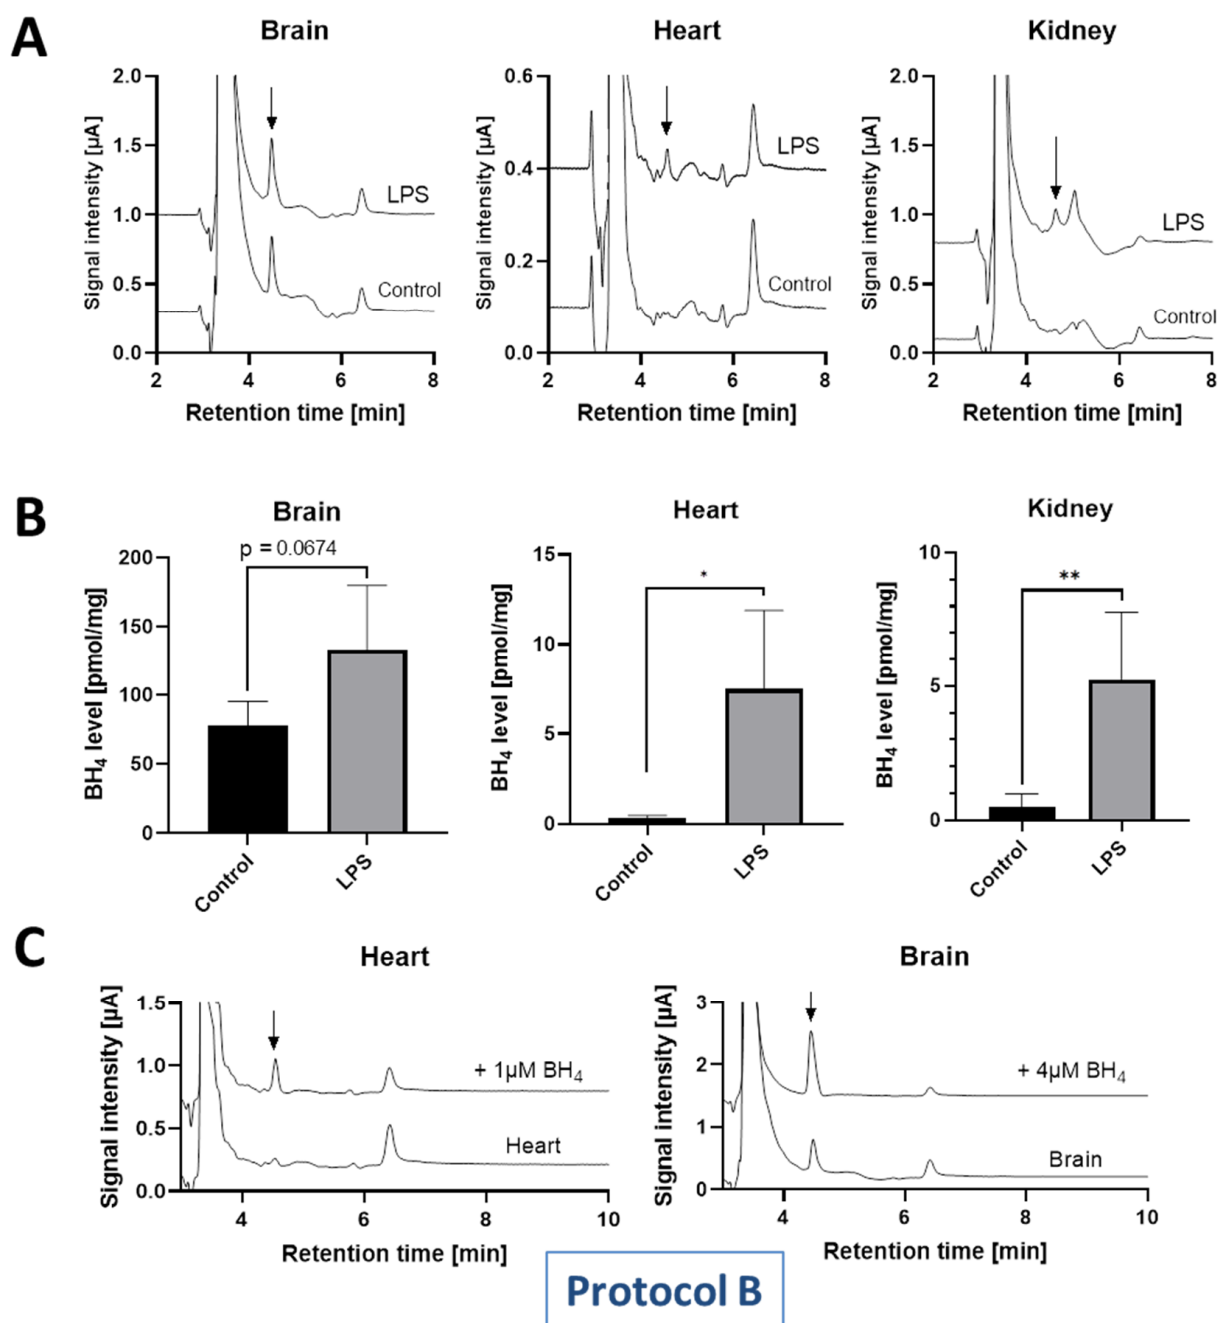 A
Brain
Heart
Kidney
Signal intensity [µA]
2.0
1.5
1.0
0.5
0.0
LPS
Control
2 4 6 8
Retention time [min]
Signal intensity [µA]
0.6
0.4
0.2
0.0
LPS
Control
2 4 6 8
Retention time [min]
Signal intensity [µA]
2.0
1.5
1.0
0.5
0.0
LPS
Control
2 4 6 8
Retention time [min]
B
Brain
p = 0.0674
BH₄ level [pmol/mg]
200
150
100
50
0
Control
LPS
Heart
*
BH₄ level [pmol/mg]
15
10
5
0
Control
LPS
Kidney
**
BH₄ level [pmol/mg]
10
5
0
Control
LPS
C
Heart
Signal intensity [µA]
1.5
1.0
0.5
0.0
+ 1µM BH₄
Heart
4 6 8 10
Retention time [min]
Brain
Signal intensity [µA]
3
2
1
0
+ 4µM BH₄
Brain
4 6 8 10
Retention time [min]
Protocol B